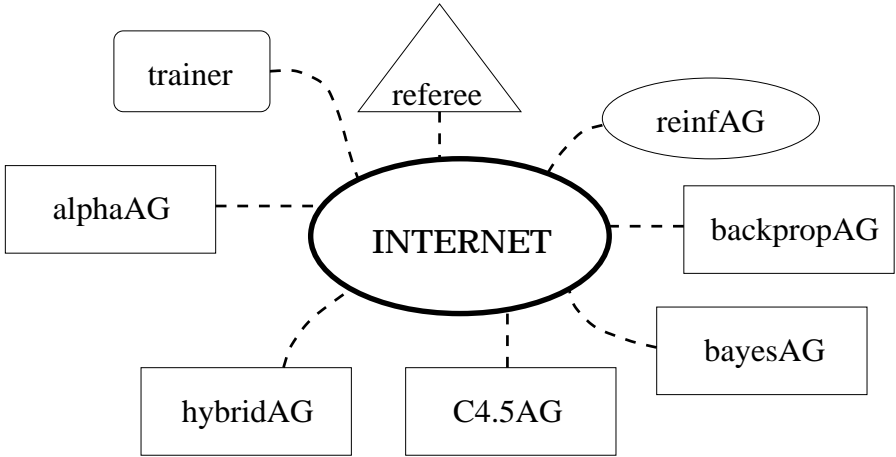 trainer
referee
reinfAG
alphaAG
INTERNET
backpropAG
bayesAG
hybridAG
C4.5AG